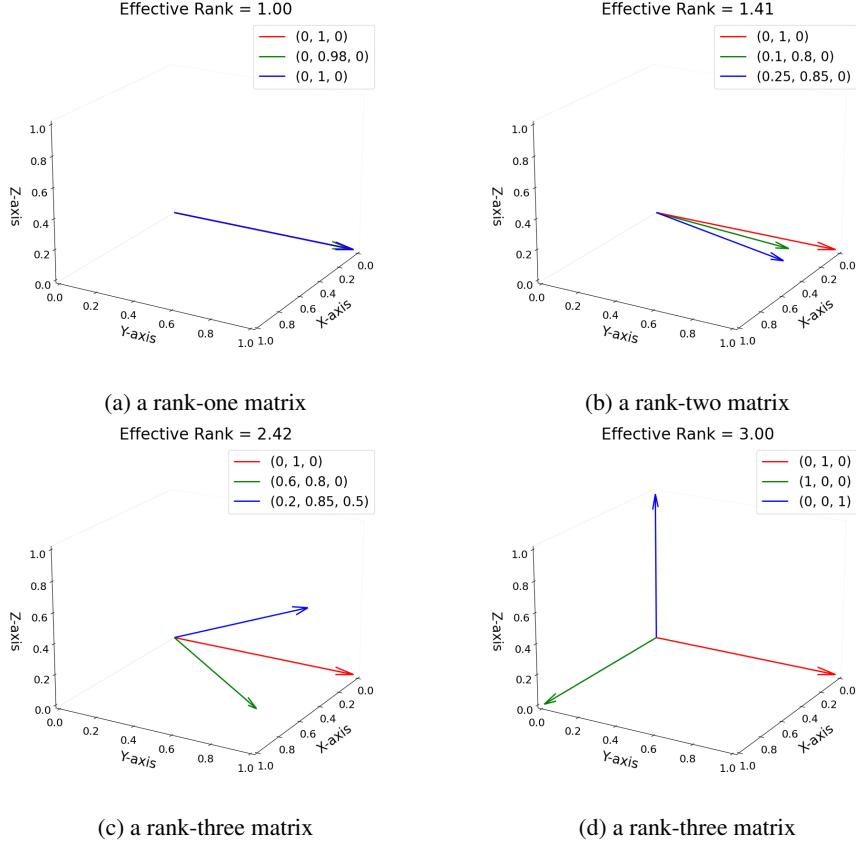 Effective Rank = 1.00
(0, 1, 0)
(0, 0.98, 0)
(0, 1, 0)
1.0
0.8
0.6
0.4
0.2
0.0
Z-axis
0.0
0.2
0.4
0.6
0.8
1.0
Y-axis
0.0
0.2
0.4
0.6
0.8
1.0
X-axis
(a) a rank-one matrix
Effective Rank = 1.41
(0, 1, 0)
(0.1, 0.8, 0)
(0.25, 0.85, 0)
1.0
0.8
0.6
0.4
0.2
0.0
Z-axis
0.0
0.2
0.4
0.6
0.8
1.0
Y-axis
0.0
0.2
0.4
0.6
0.8
1.0
X-axis
(b) a rank-two matrix
Effective Rank = 2.42
(0, 1, 0)
(0.6, 0.8, 0)
(0.2, 0.85, 0.5)
1.0
0.8
0.6
0.4
0.2
0.0
Z-axis
0.0
0.2
0.4
0.6
0.8
1.0
Y-axis
0.0
0.2
0.4
0.6
0.8
1.0
X-axis
(c) a rank-three matrix
Effective Rank = 3.00
(0, 1, 0)
(1, 0, 0)
(0, 0, 1)
1.0
0.8
0.6
0.4
0.2
0.0
Z-axis
0.0
0.2
0.4
0.6
0.8
1.0
Y-axis
0.0
0.2
0.4
0.6
0.8
1.0
X-axis
(d) a rank-three matrix